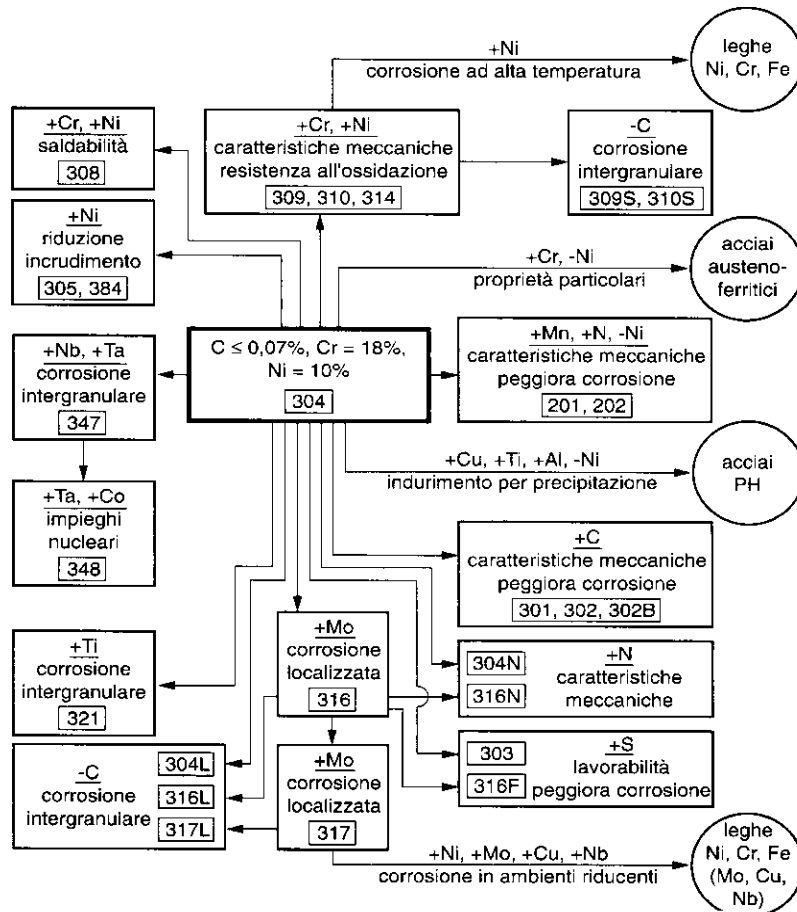 +Ni
corrosione ad alta temperatura
leghe
Ni, Cr, Fe
+Cr, +Ni
saldabilità
308
+Cr, +Ni
caratteristiche meccaniche
resistenza all'ossidazione
309, 310, 314
-C
corrosione
intergranulare
309S, 310S
+Ni
riduzione
incrudimento
305, 384
+Cr, -Ni
proprietà particolari
acciai
austeno-
ferritici
+Nb, +Ta
corrosione
intergranulare
347
C ≤ 0,07%, Cr = 18%,
Ni = 10%
304
+Mn, +N, -Ni
caratteristiche meccaniche
peggiora corrosione
201, 202
+Ta, +Co
impieghi
nucleari
348
+Cu, +Ti, +Al, -Ni
indurimento per precipitazione
acciai
PH
+C
caratteristiche meccaniche
peggiora corrosione
301, 302, 302B
+Ti
corrosione
intergranulare
321
+Mo
corrosione
localizzata
316
304N
316N
+N
caratteristiche
meccaniche
-C
corrosione
intergranulare
304L
316L
317L
+Mo
corrosione
localizzata
317
303
316F
+S
lavorabilità
peggiora corrosione
+Ni, +Mo, +Cu, +Nb
corrosione in ambienti riducenti
leghe
Ni, Cr, Fe
(Mo, Cu,
Nb)